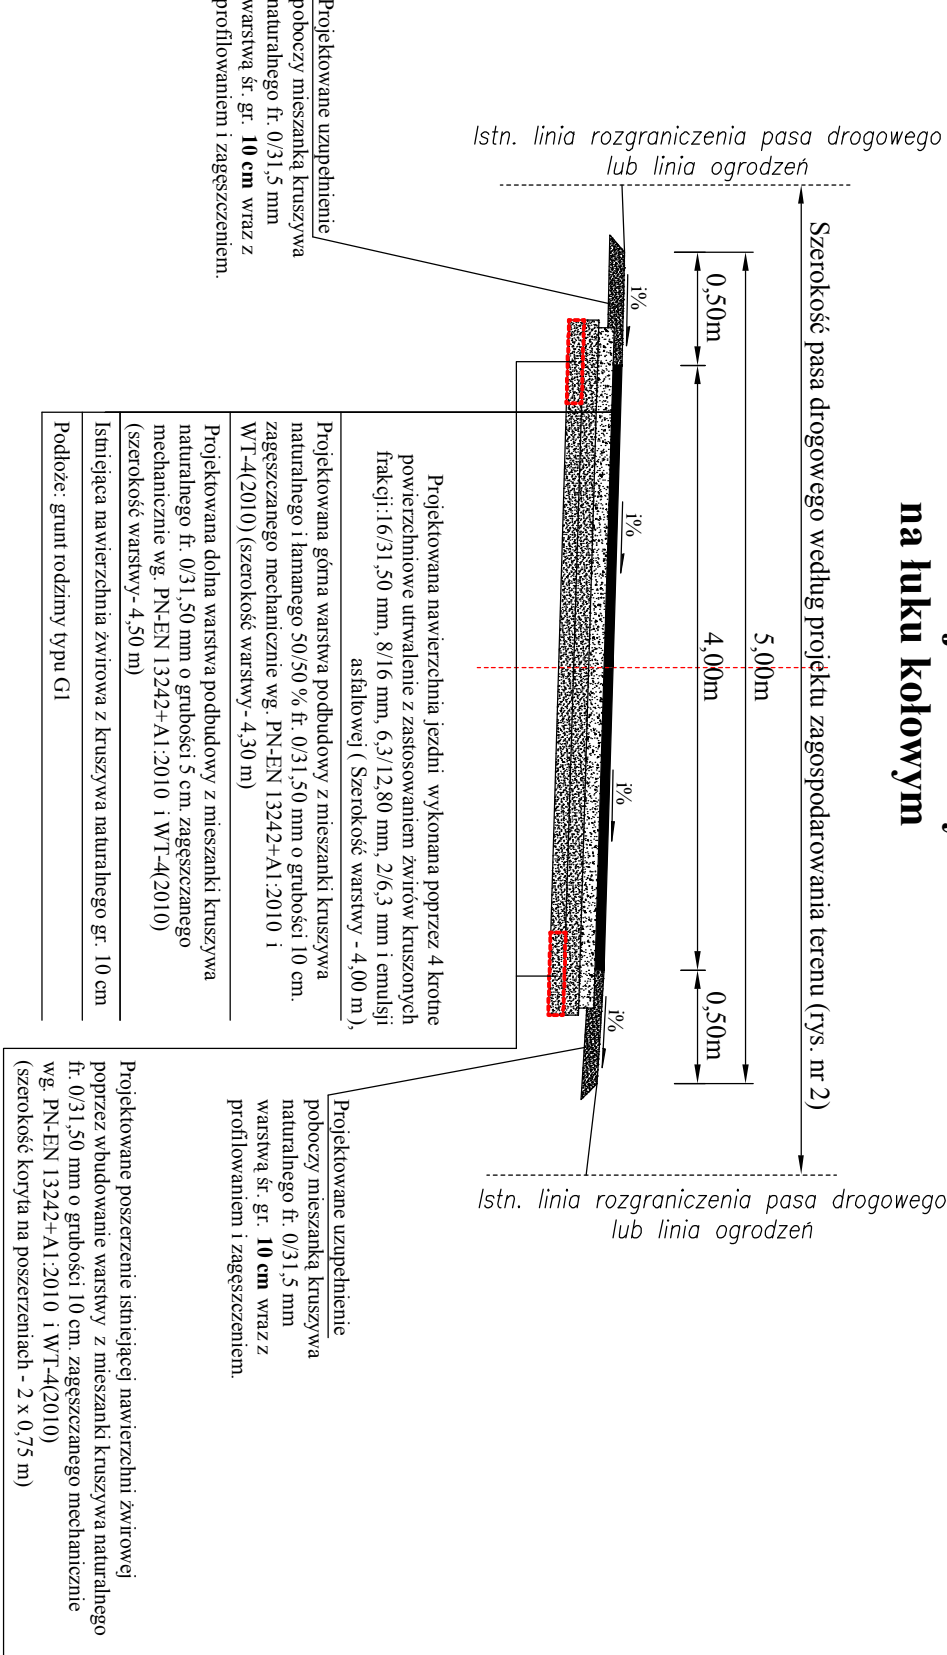 na łuku kołowym
Istn. linia rozgraniczenia pasa drogowego
lub linia ogrodzeń
Szerokość pasa drogowego według projektu zagospodarowania terenu (rys. nr 2)
Istn. linia rozgraniczenia pasa drogowego
lub linia ogrodzeń
5,00m
0,50m
4,00m
0,50m
i%
i%
i%
i%
Projektowane uzupełnienie
poboczy mieszanką kruszywa
naturalnego fr. 0/31,5 mm
warstwą śr. gr. 10 cm wraz z
profilowaniem i zagęszczeniem.
Projektowana nawierzchnia jezdni wykonana poprzez 4 krotne
powierzchniowe utrwalenie z zastosowaniem żwirów kruszonych
frakcji:16/31,50 mm, 8/16 mm, 6,3/12,80 mm, 2/6,3 mm i emulsji
asfaltowej ( Szerokość warstwy - 4,00 m ),
Projektowana górna warstwa podbudowy z mieszanki kruszywa
naturalnego i łamanego 50/50 % fr. 0/31,50 mm o grubości 10 cm.
zagęszczanego mechanicznie wg. PN-EN 13242+A1:2010 i
WT-4(2010) (szerokość warstwy- 4,30 m)
Projektowana dolna warstwa podbudowy z mieszanki kruszywa
naturalnego fr. 0/31,50 mm o grubości 5 cm. zagęszczanego
mechanicznie wg. PN-EN 13242+A1:2010 i WT-4(2010)
(szerokość warstwy- 4,50 m)
Istniejąca nawierzchnia żwirowa z kruszywa naturalnego gr. 10 cm
Podłoże: grunt rodzimy typu G1
Projektowane uzupełnienie
poboczy mieszanką kruszywa
naturalnego fr. 0/31,5 mm
warstwą śr. gr. 10 cm wraz z
profilowaniem i zagęszczeniem.
Projektowane poszerzenie istniejącej nawierzchni żwirowej
poprzez wbudowanie warstwy z mieszanki kruszywa naturalnego
fr. 0/31,50 mm o grubości 10 cm. zagęszczanego mechanicznie
wg. PN-EN 13242+A1:2010 i WT-4(2010)
(szerokość koryta na poszerzeniach - 2 x 0,75 m)